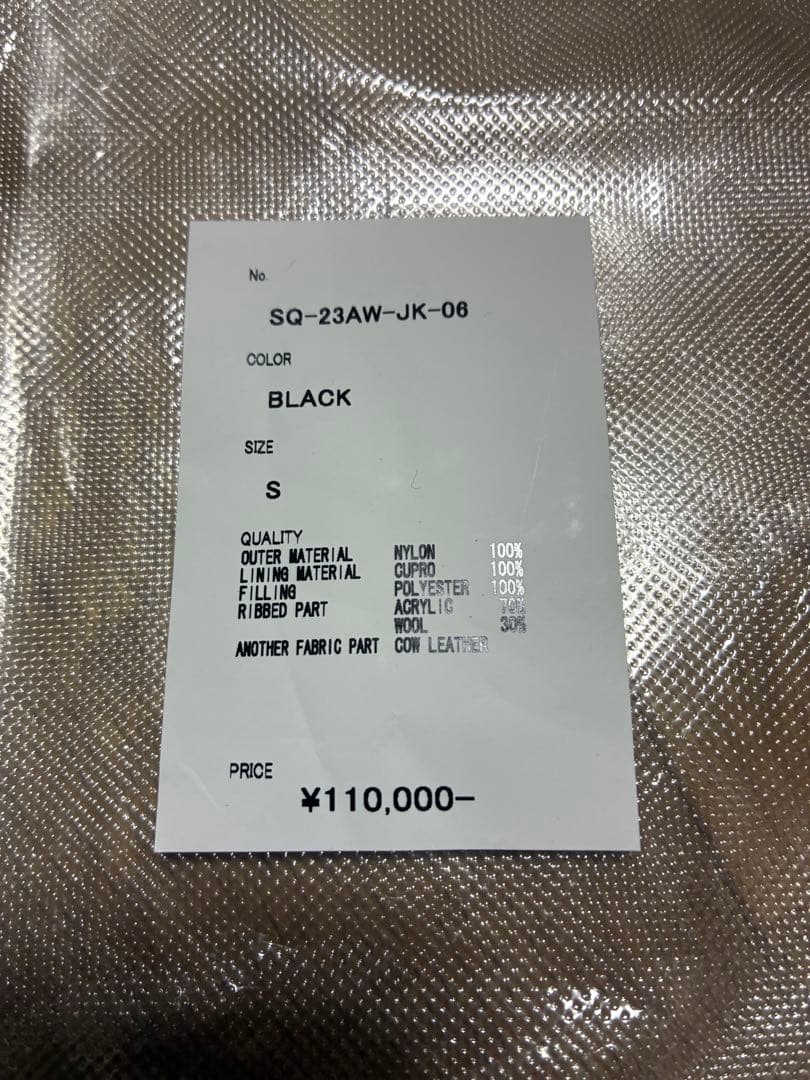 No.
SQ-23AW-JK-06
COLOR
BLACK
SIZE
S
QUALITY
OUTER MATERIAL NYLON 100%
LINING MATERIAL CUPRO 100%
FILLING POLYESTER 100%
RIBBED PART ACRYLIC 70%
WOOL 30%
ANOTHER FABRIC PART COW LEATHER
PRICE
¥110,000-